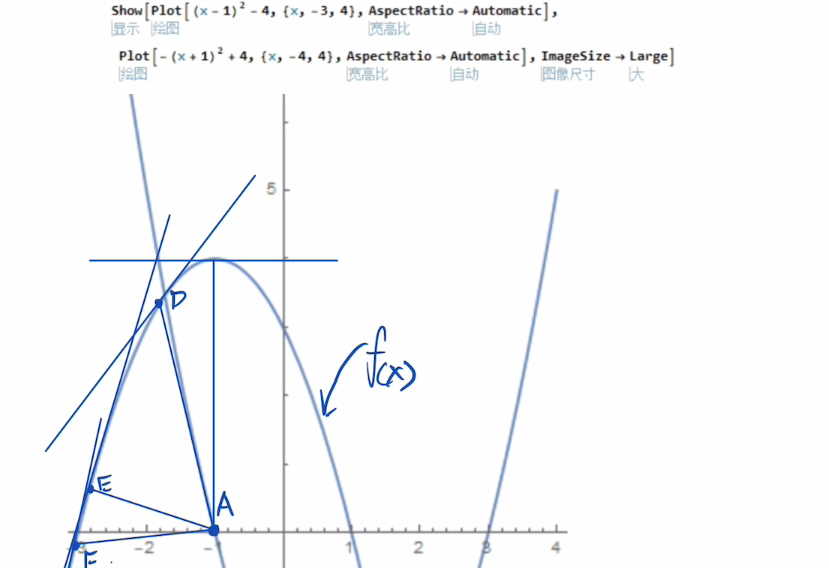 Show[Plot[(x - 1)² - 4, {x, -3, 4}, AspectRatio → Automatic],
显示 绘图 宽高比 自动
Plot[- (x + 1)² + 4, {x, -4, 4}, AspectRatio → Automatic], ImageSize → Large]
绘图 宽高比 自动 图像尺寸 大
5
D
f(x)
E
A
-2 -1 1 2 3 4
F